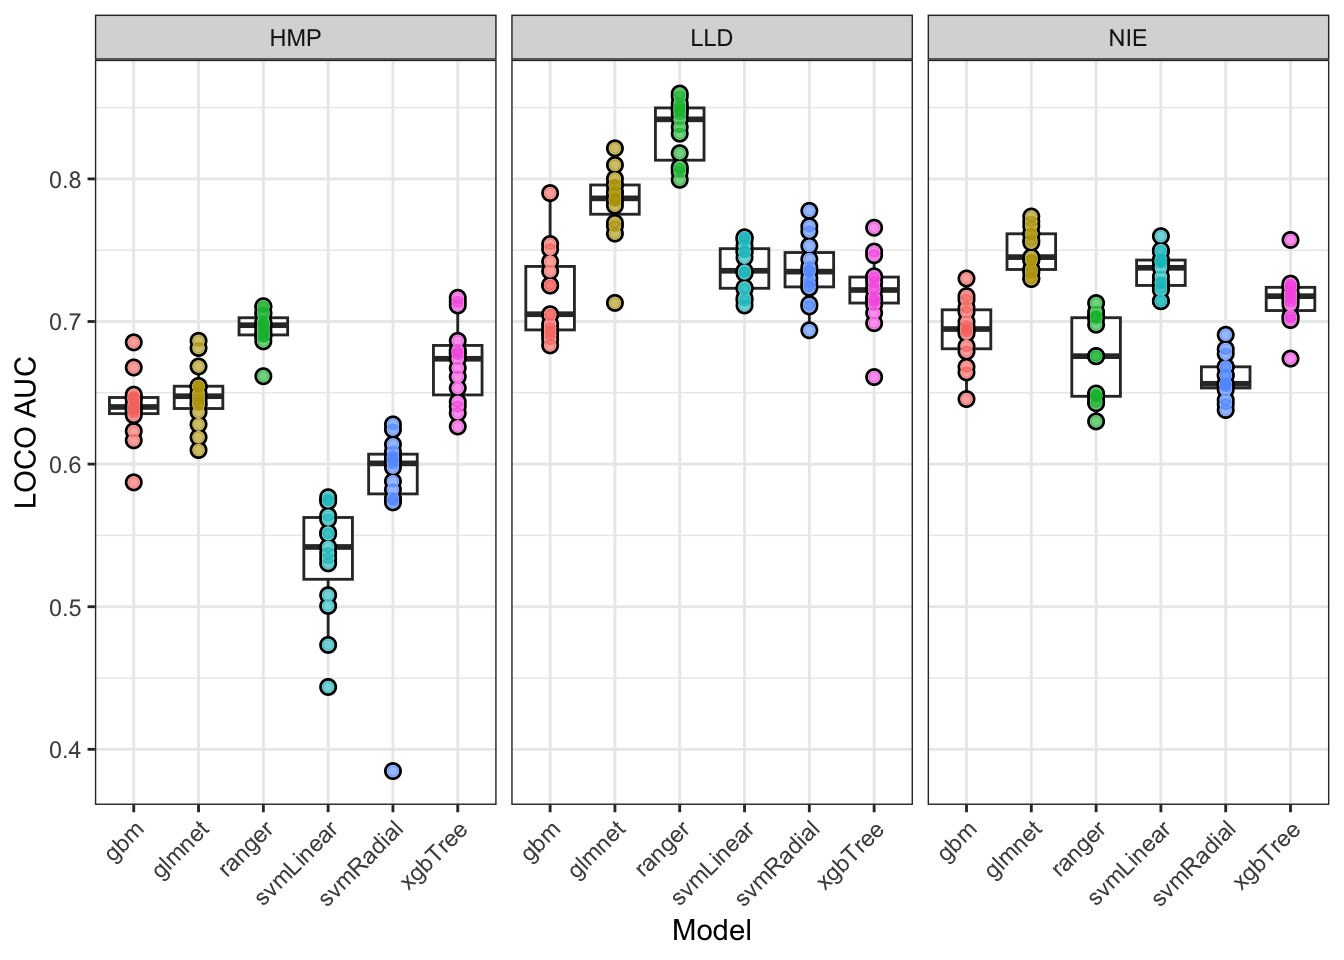 HMP LLD NIE
LOCO AUC
0.8
0.7
0.6
0.5
0.4
gbm glmnet ranger svmLinear svmRadial xgbTree gbm glmnet ranger svmLinear svmRadial xgbTree gbm glmnet ranger svmLinear svmRadial xgbTree
Model